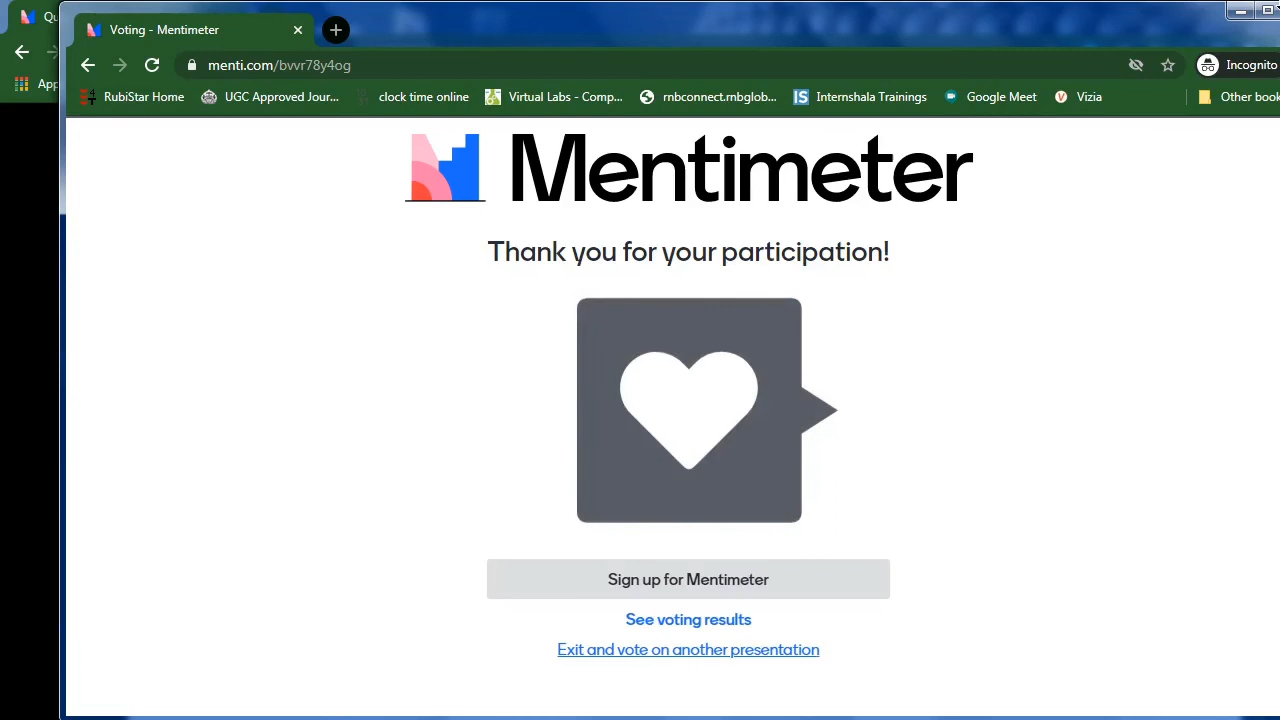 Qu
Voting - Mentimeter
menti.com/bvvr78y4og
Incognito
App
RubiStar Home
UGC Approved Jour...
clock time online
Virtual Labs - Comp...
rnbconnect.rnbglob...
IS Internshala Trainings
Google Meet
V Vizia
Other book
Mentimeter
Thank you for your participation!
Sign up for Mentimeter
See voting results
Exit and vote on another presentation